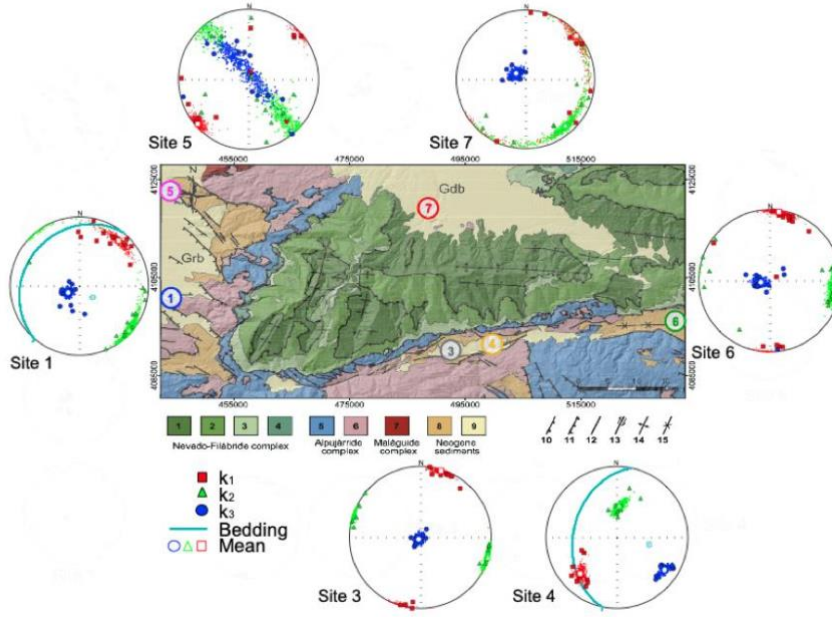 N
N
Site 5
Site 7
455000
475000
495000
515000
4125000
4125000
5
N
Gdb
7
N
Grb
N
4105000
4105000
1
6
3
4
Site 1
Site 6
4085000
4085000
455000
475000
495000
515000
1 2 3 4 5 6 7 8 9
10 11 12 13 14 15
Nevado-Filábride complex
Alpujárride complex
Maláguide complex
Neogene sediments
k1
k2
k3
Bedding
Mean
N
N
Site 3
Site 4